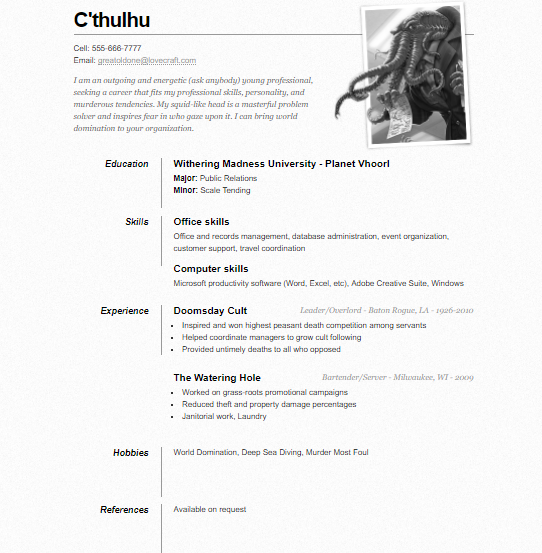 C'thulhu
Cell: 555-666-7777
Email: greatoldone@lovecraft.com
I am an outgoing and energetic (ask anybody) young professional,
seeking a career that fits my professional skills, personality, and
murderous tendencies. My squid-like head is a masterful problem
solver and inspires fear in who gaze upon it. I can bring world
domination to your organization.
Education
Withering Madness University - Planet Vhoorl
Major: Public Relations
Minor: Scale Tending
Skills
Office skills
Office and records management, database administration, event organization,
customer support, travel coordination
Computer skills
Microsoft productivity software (Word, Excel, etc), Adobe Creative Suite, Windows
Experience
Doomsday Cult Leader/Overlord - Baton Rogue, LA - 1926-2010
• Inspired and won highest peasant death competition among servants
• Helped coordinate managers to grow cult following
• Provided untimely deaths to all who opposed
The Watering Hole Bartender/Server - Milwaukee, WI - 2009
• Worked on grass-roots promotional campaigns
• Reduced theft and property damage percentages
• Janitorial work, Laundry
Hobbies
World Domination, Deep Sea Diving, Murder Most Foul
References
Available on request